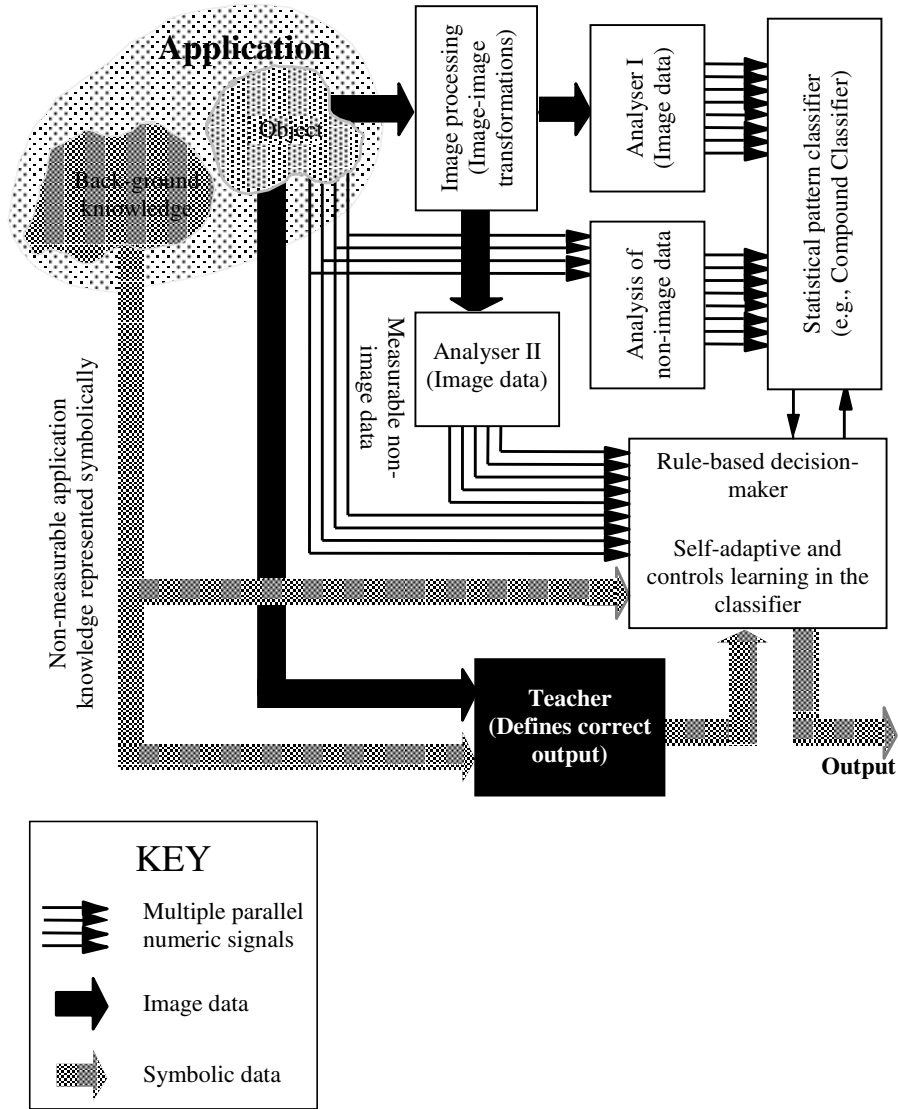 Application
Object
Back-ground
kniowledge
Image processing
(Image-image
transformations)
Analyser I
(Image data)
Statistical pattern classifier
(e.g., Compound Classifier)
Analysis of
non-image data
Analyser II
(Image data)
Measurable non-
image data
Non-measurable application
knowledge represented symbolically
Rule-based decision-
maker
Self-adaptive and
controls learning in the
classifier
Teacher
(Defines correct
output)
Output
KEY
Multiple parallel
numeric signals
Image data
Symbolic data